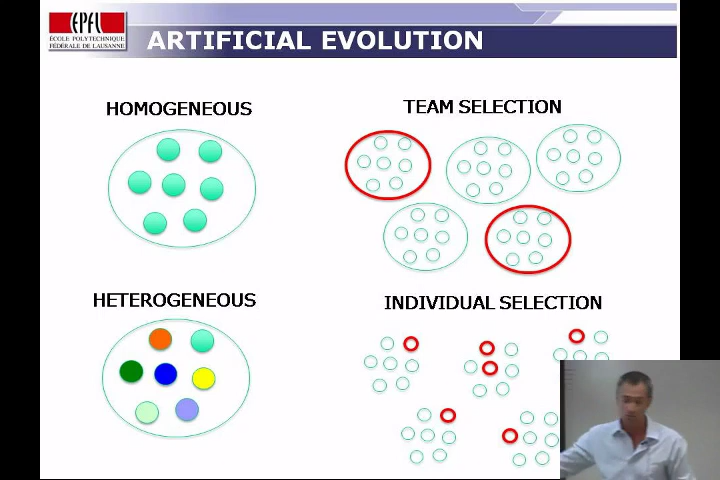 EPFL
ÉCOLE POLYTECHNIQUE
FÉDÉRALE DE LAUSANNE
ARTIFICIAL EVOLUTION
HOMOGENEOUS
TEAM SELECTION
HETEROGENEOUS
INDIVIDUAL SELECTION